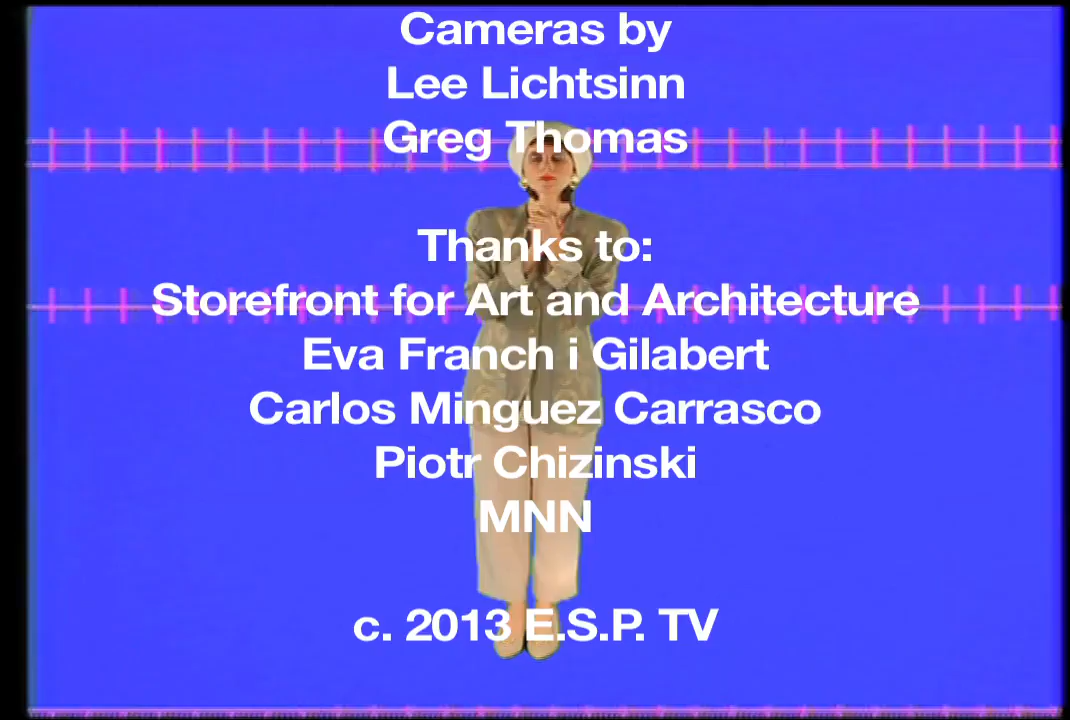 Cameras by
Lee Lichtsinn
Greg Thomas
Thanks to:
Storefront for Art and Architecture
Eva Franch i Gilabert
Carlos Minguez Carrasco
Piotr Chizinski
MNN
c. 2013 E.S.P. TV